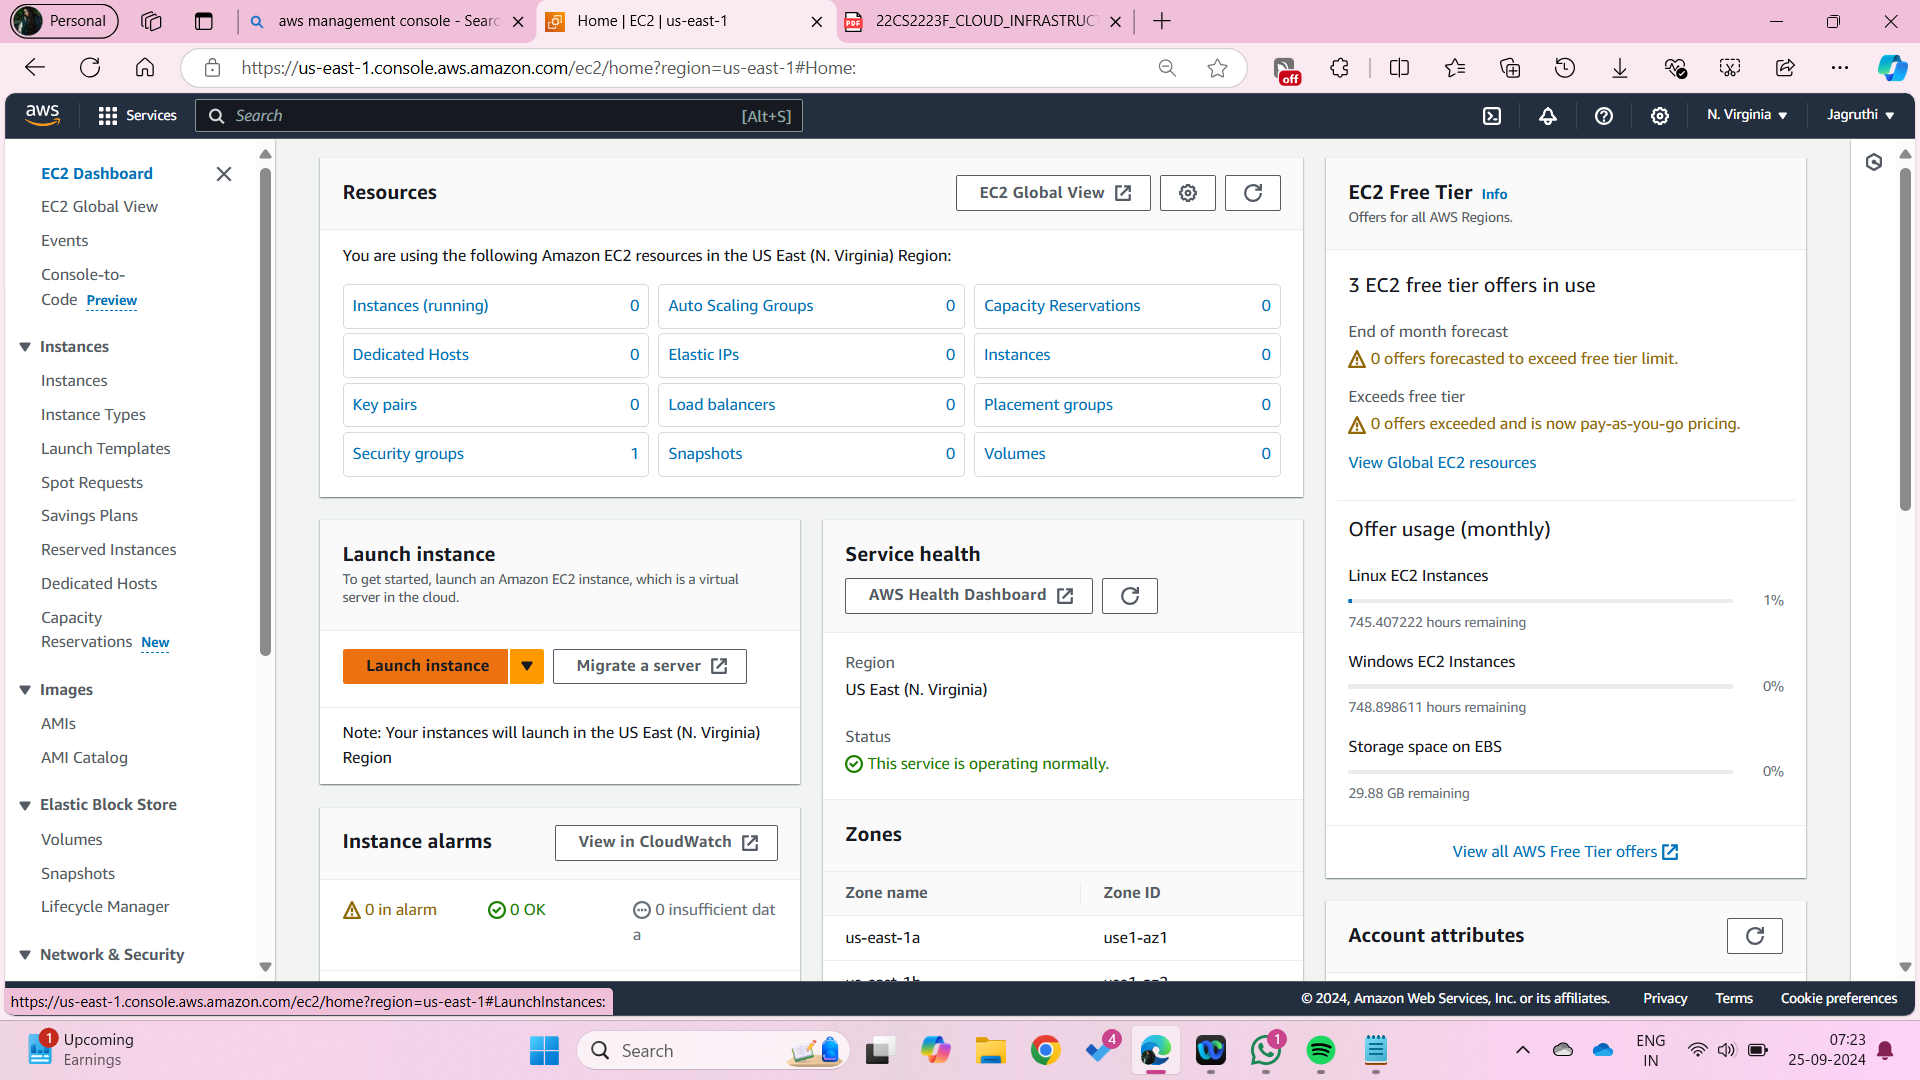 Personal
aws management console - Searc
Home | EC2 | us-east-1
PDF
22CS2223F_CLOUD_INFRASTRUCT
https://us-east-1.console.aws.amazon.com/ec2/home?region=us-east-1#Home:
off
aws
Services
Search
[Alt+S]
N. Virginia
Jagruthi
EC2 Dashboard
EC2 Global View
Events
Console-to-
Code Preview
Instances
Instances
Instance Types
Launch Templates
Spot Requests
Savings Plans
Reserved Instances
Dedicated Hosts
Capacity
Reservations New
Images
AMIs
AMI Catalog
Elastic Block Store
Volumes
Snapshots
Lifecycle Manager
Network & Security
Resources
EC2 Global View
You are using the following Amazon EC2 resources in the US East (N. Virginia) Region:
Instances (running) 0
Auto Scaling Groups 0
Capacity Reservations 0
Dedicated Hosts 0
Elastic IPs 0
Instances 0
Key pairs 0
Load balancers 0
Placement groups 0
Security groups 1
Snapshots 0
Volumes 0
Launch instance
To get started, launch an Amazon EC2 instance, which is a virtual
server in the cloud.
Launch instance
Migrate a server
Note: Your instances will launch in the US East (N. Virginia)
Region
Instance alarms
View in CloudWatch
0 in alarm
0 OK
0 insufficient dat
a
Service health
AWS Health Dashboard
Region
US East (N. Virginia)
Status
This service is operating normally.
Zones
Zone name
Zone ID
us-east-1a
use1-az1
EC2 Free Tier Info
Offers for all AWS Regions.
3 EC2 free tier offers in use
End of month forecast
0 offers forecasted to exceed free tier limit.
Exceeds free tier
0 offers exceeded and is now pay-as-you-go pricing.
View Global EC2 resources
Offer usage (monthly)
Linux EC2 Instances
1%
745.407222 hours remaining
Windows EC2 Instances
0%
748.898611 hours remaining
Storage space on EBS
0%
29.88 GB remaining
View all AWS Free Tier offers
Account attributes
https://us-east-1.console.aws.amazon.com/ec2/home?region=us-east-1#LaunchInstances:
© 2024, Amazon Web Services, Inc. or its affiliates.
Privacy
Terms
Cookie preferences
1
Upcoming
Earnings
Search
4
1
ENG
IN
07:23
25-09-2024